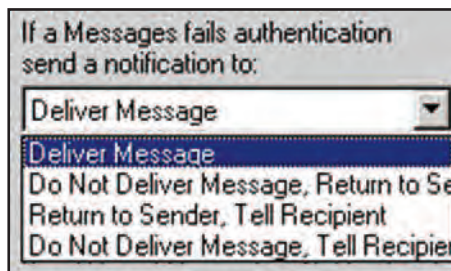 If a Messages fails authentication
send a notification to:
Deliver Message
Deliver Message
Do Not Deliver Message, Return to Se
Return to Sender, Tell Recipient
Do Not Deliver Message, Tell Recipier